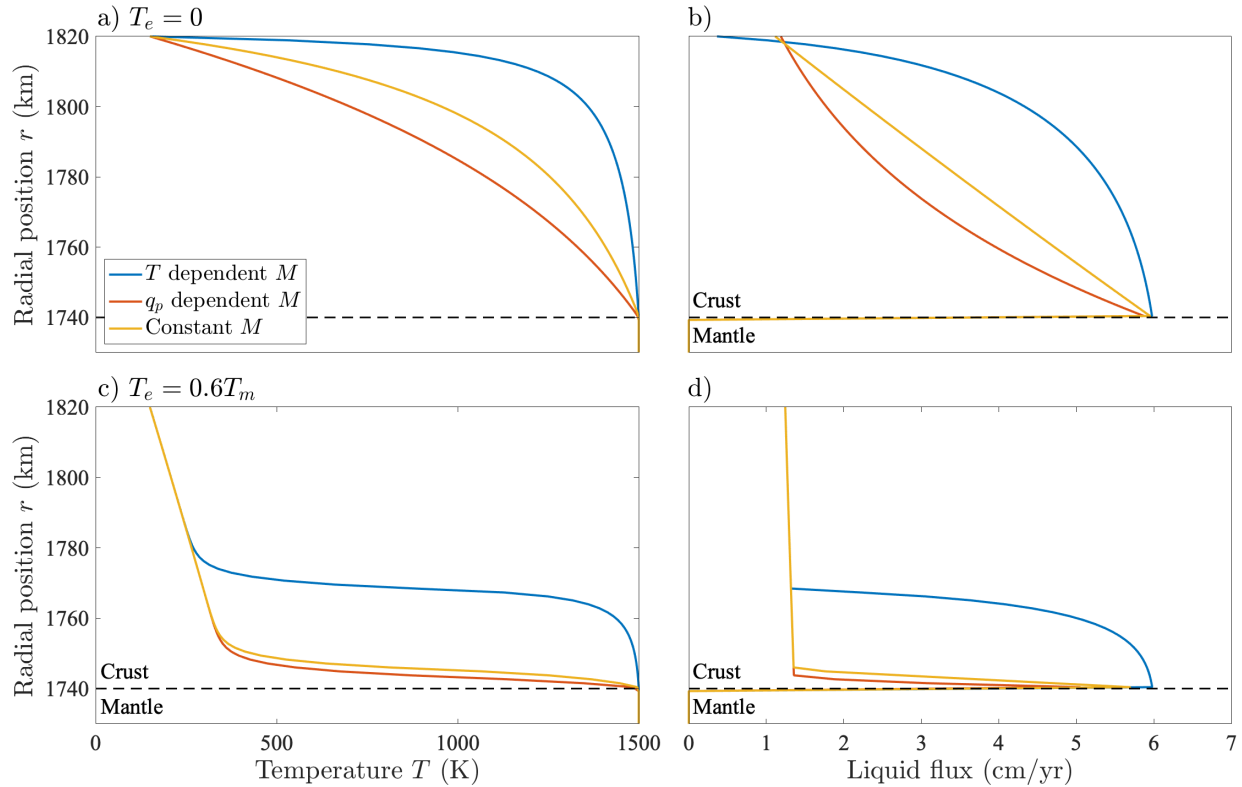 a) T_e = 0
b)
Radial position r (km)
1820
1800
1780
1760
1740
T dependent M
q_p dependent M
Constant M
Crust
Mantle
c) T_e = 0.6T_m
d)
Radial position r (km)
1820
1800
1780
1760
1740
Crust
Mantle
Crust
Mantle
0
500
1000
1500
0
1
2
3
4
5
6
7
Temperature T (K)
Liquid flux (cm/yr)